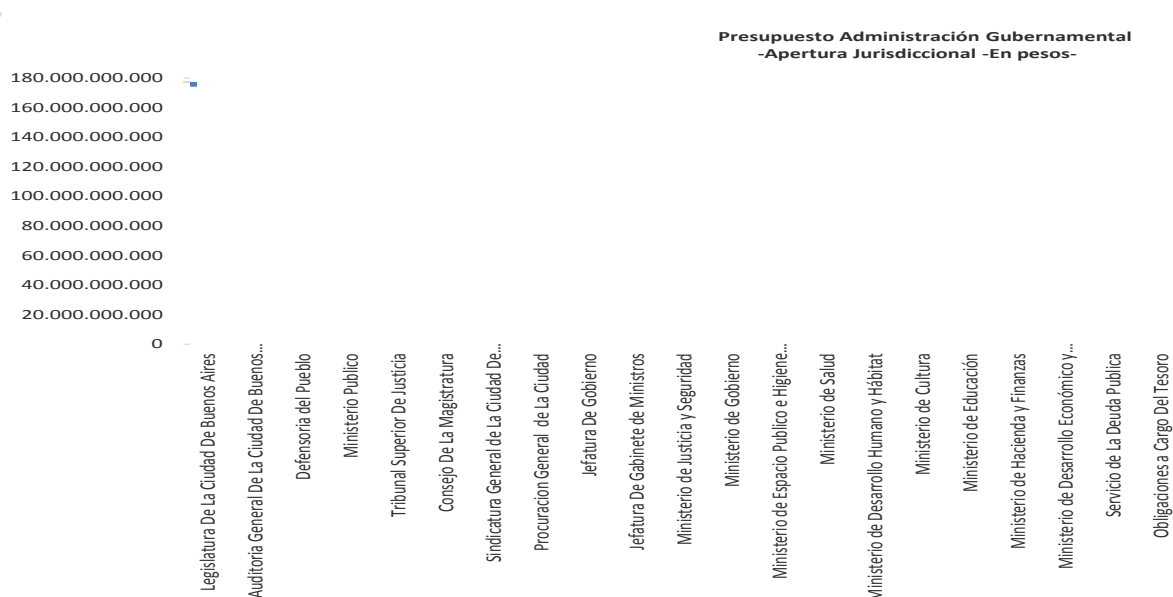 Presupuesto Administración Gubernamental
-Apertura Jurisdiccional -En pesos-
180.000.000.000
160.000.000.000
140.000.000.000
120.000.000.000
100.000.000.000
80.000.000.000
60.000.000.000
40.000.000.000
20.000.000.000
0
Legislatura De La Ciudad De Buenos Aires
Auditoria General De La Ciudad De Buenos...
Defensoria del Pueblo
Ministerio Publico
Tribunal Superior De Justicia
Consejo De La Magistratura
Sindicatura General de La Ciudad De...
Procuracion General de La Ciudad
Jefatura De Gobierno
Jefatura De Gabinete de Ministros
Ministerio de Justicia y Seguridad
Ministerio de Gobierno
Ministerio de Espacio Publico e Higiene...
Ministerio de Salud
Ministerio de Desarrollo Humano y Hábitat
Ministerio de Cultura
Ministerio de Educación
Ministerio de Hacienda y Finanzas
Ministerio de Desarrollo Económico y...
Servicio de La Deuda Publica
Obligaciones a Cargo Del Tesoro